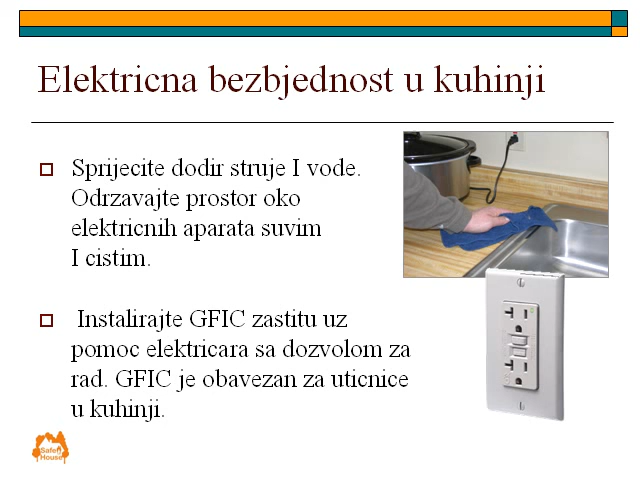 Elektricna bezbjednost u kuhinji
Sprijecite dodir struje I vode.
Odrzavajte prostor oko
elektricnih aparata suvim
I cistim.
Instalirajte GFIC zastitu uz
pomoc elektricara sa dozvolom za
rad. GFIC je obavezan za uticnice
u kuhinji.
Safe
House